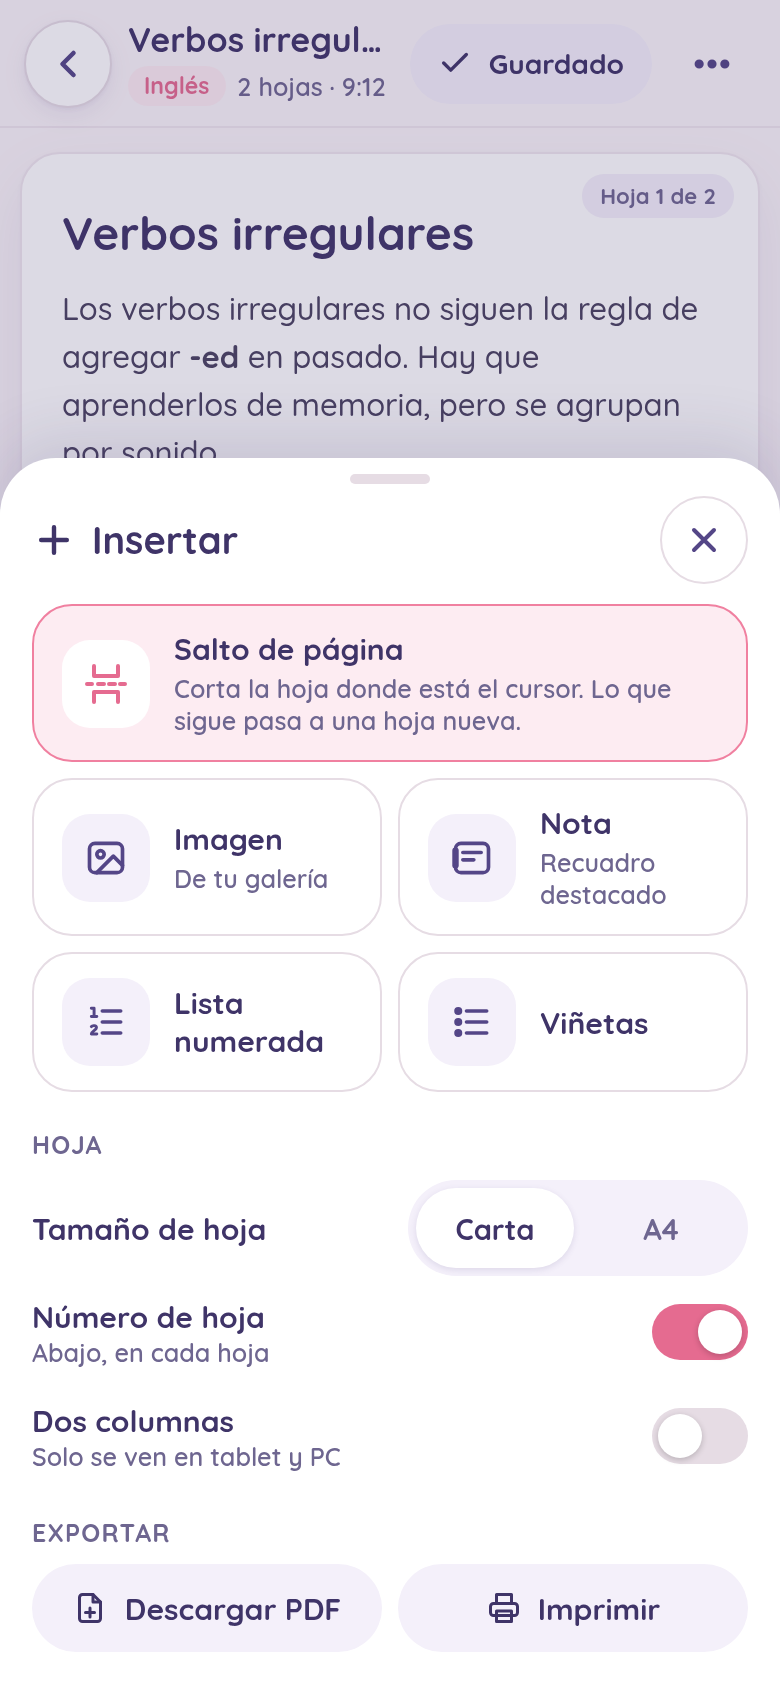 Verbos irregul...
Inglés 2 hojas · 9:12
Guardado
Hoja 1 de 2
Verbos irregulares
Los verbos irregulares no siguen la regla de
agregar -ed en pasado. Hay que
aprenderlos de memoria, pero se agrupan
por sonido
Insertar
Salto de página
Corta la hoja donde está el cursor. Lo que
sigue pasa a una hoja nueva.
Imagen
De tu galería
Nota
Recuadro
destacado
Lista
numerada
Viñetas
HOJA
Tamaño de hoja
Carta
A4
Número de hoja
Abajo, en cada hoja
Dos columnas
Solo se ven en tablet y PC
EXPORTAR
Descargar PDF
Imprimir